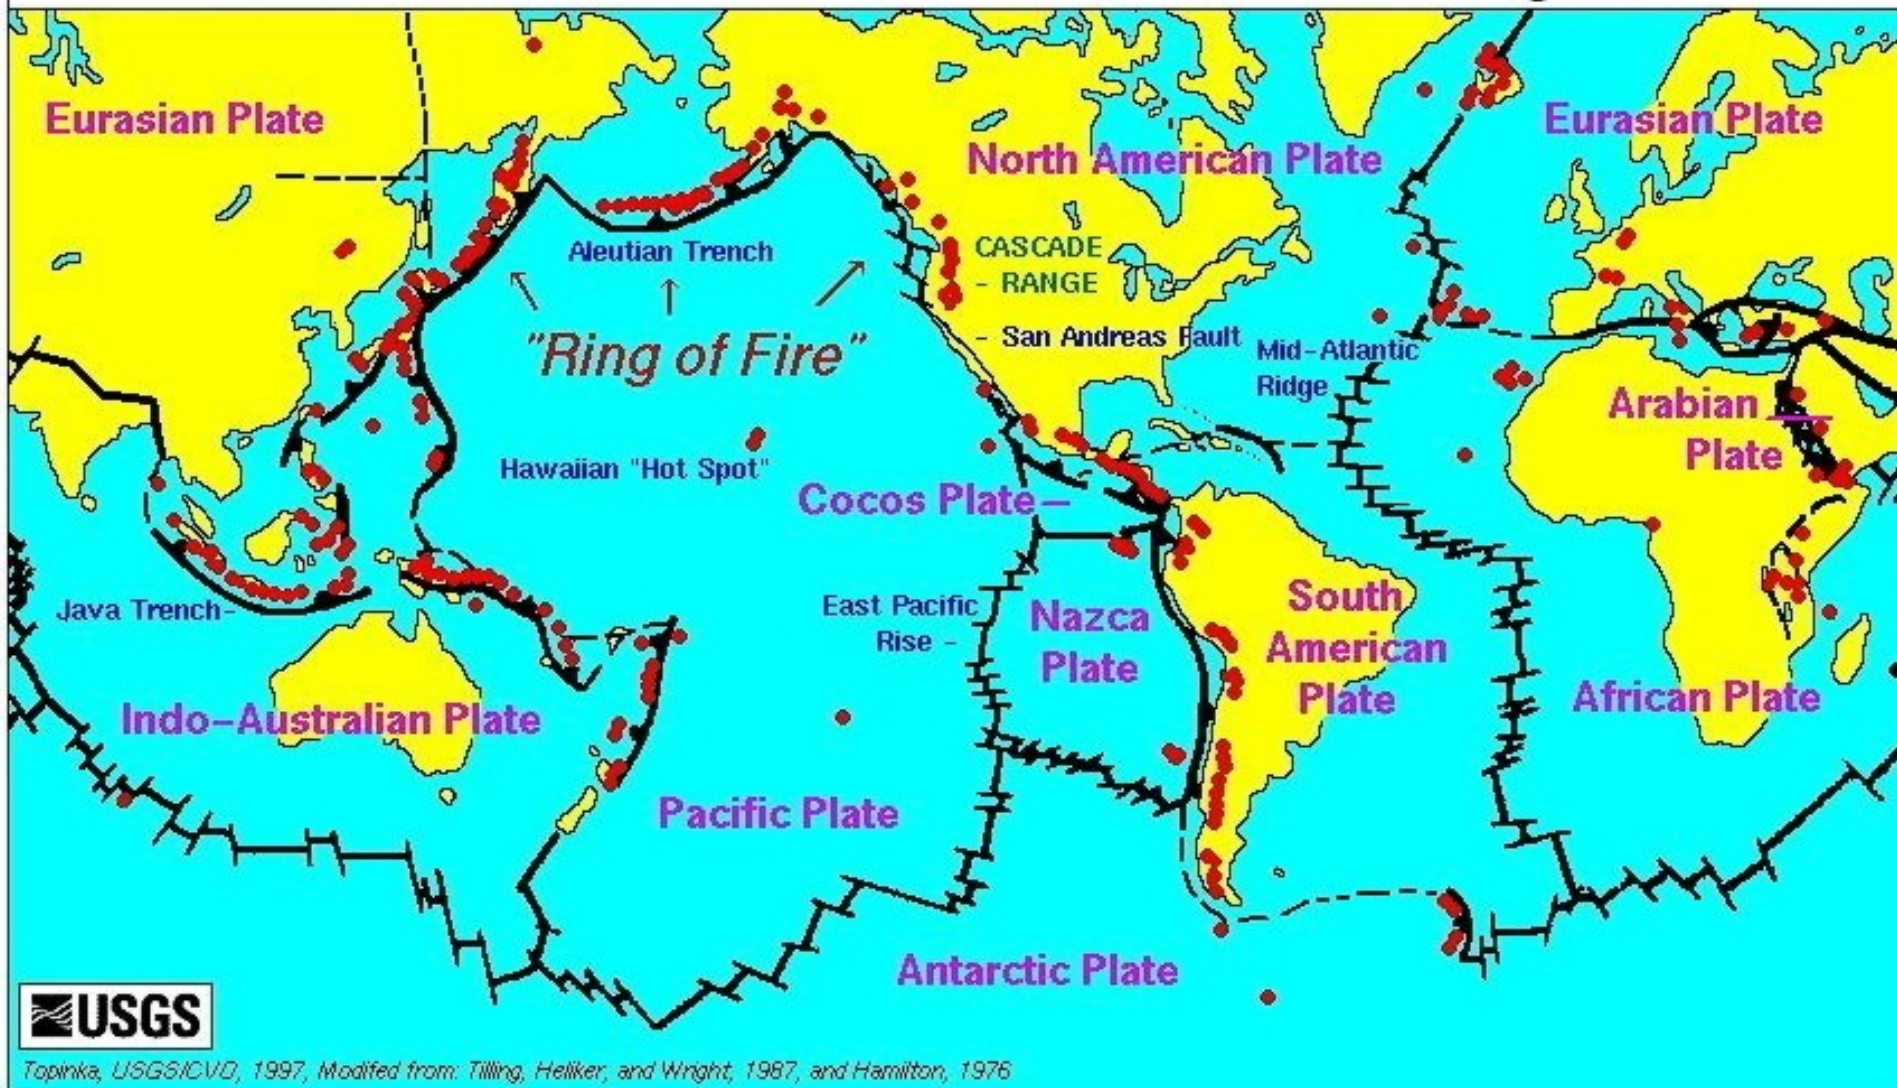 Eurasian Plate
Eurasian Plate
North American Plate
Aleutian Trench
CASCADE
- RANGE
"Ring of Fire"
- San Andreas Fault
Mid-Atlantic
Ridge
Arabian
Plate
Hawaiian "Hot Spot"
Cocos Plate
Java Trench
East Pacific
Rise -
Nazca
Plate
South
American
Plate
Indo-Australian Plate
African Plate
Pacific Plate
Antarctic Plate
USGS
Topinka, USGS/CVO, 1997, Modifed from: Tilling, Heliker, and Wright, 1987, and Hamilton, 1976